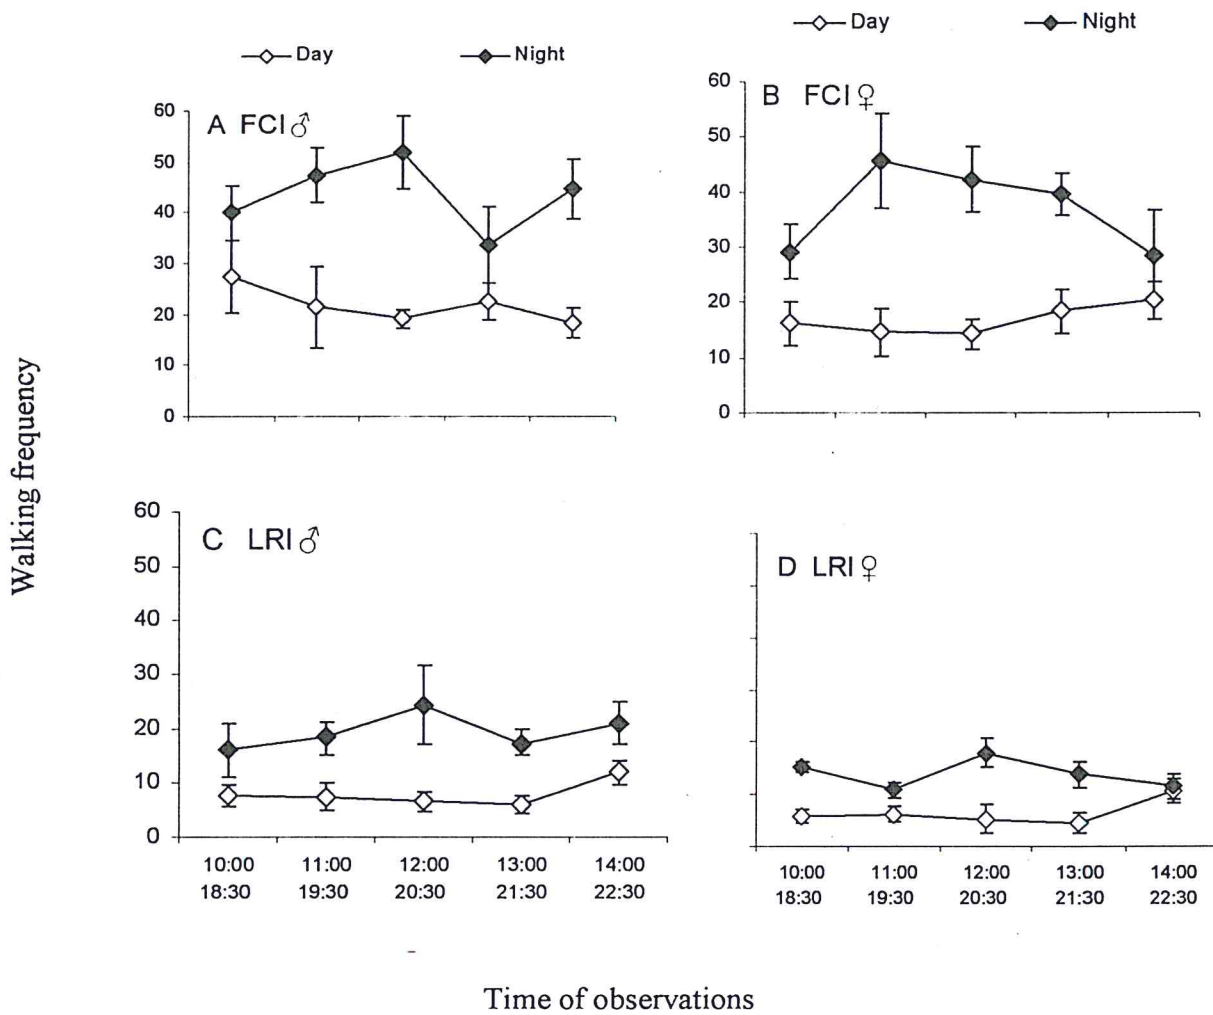 Day Night
Day Night
A FCI♂
60
50
40
30
20
10
0
B FCI♀
60
50
40
30
20
10
0
Walking frequency
C LRI♂
60
50
40
30
20
10
0
10:00 11:00 12:00 13:00 14:00
18:30 19:30 20:30 21:30 22:30
D LRI♀
10:00 11:00 12:00 13:00 14:00
18:30 19:30 20:30 21:30 22:30
Time of observations